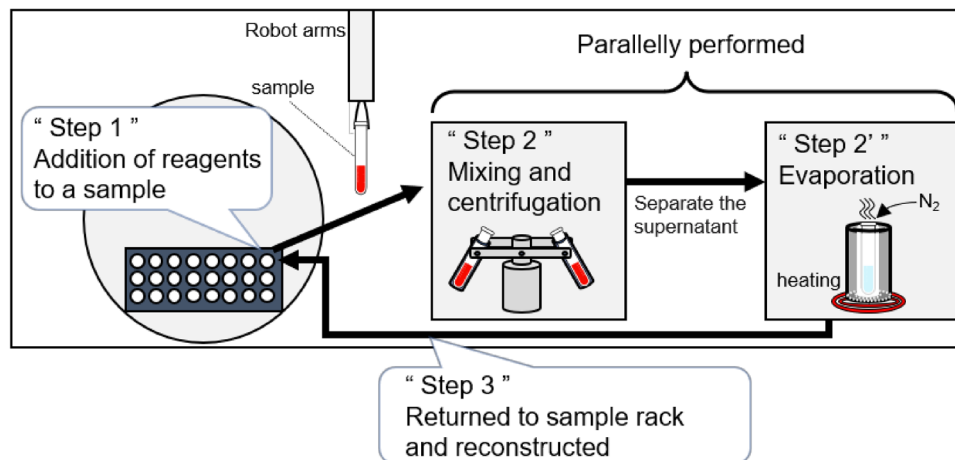 Robot arms
sample
Parallelly performed
“ Step 1 ”
Addition of reagents
to a sample
“ Step 2 ”
Mixing and
centrifugation
Separate the
supernatant
“ Step 2’ ”
Evaporation
N2
heating
“ Step 3 ”
Returned to sample rack
and reconstructed